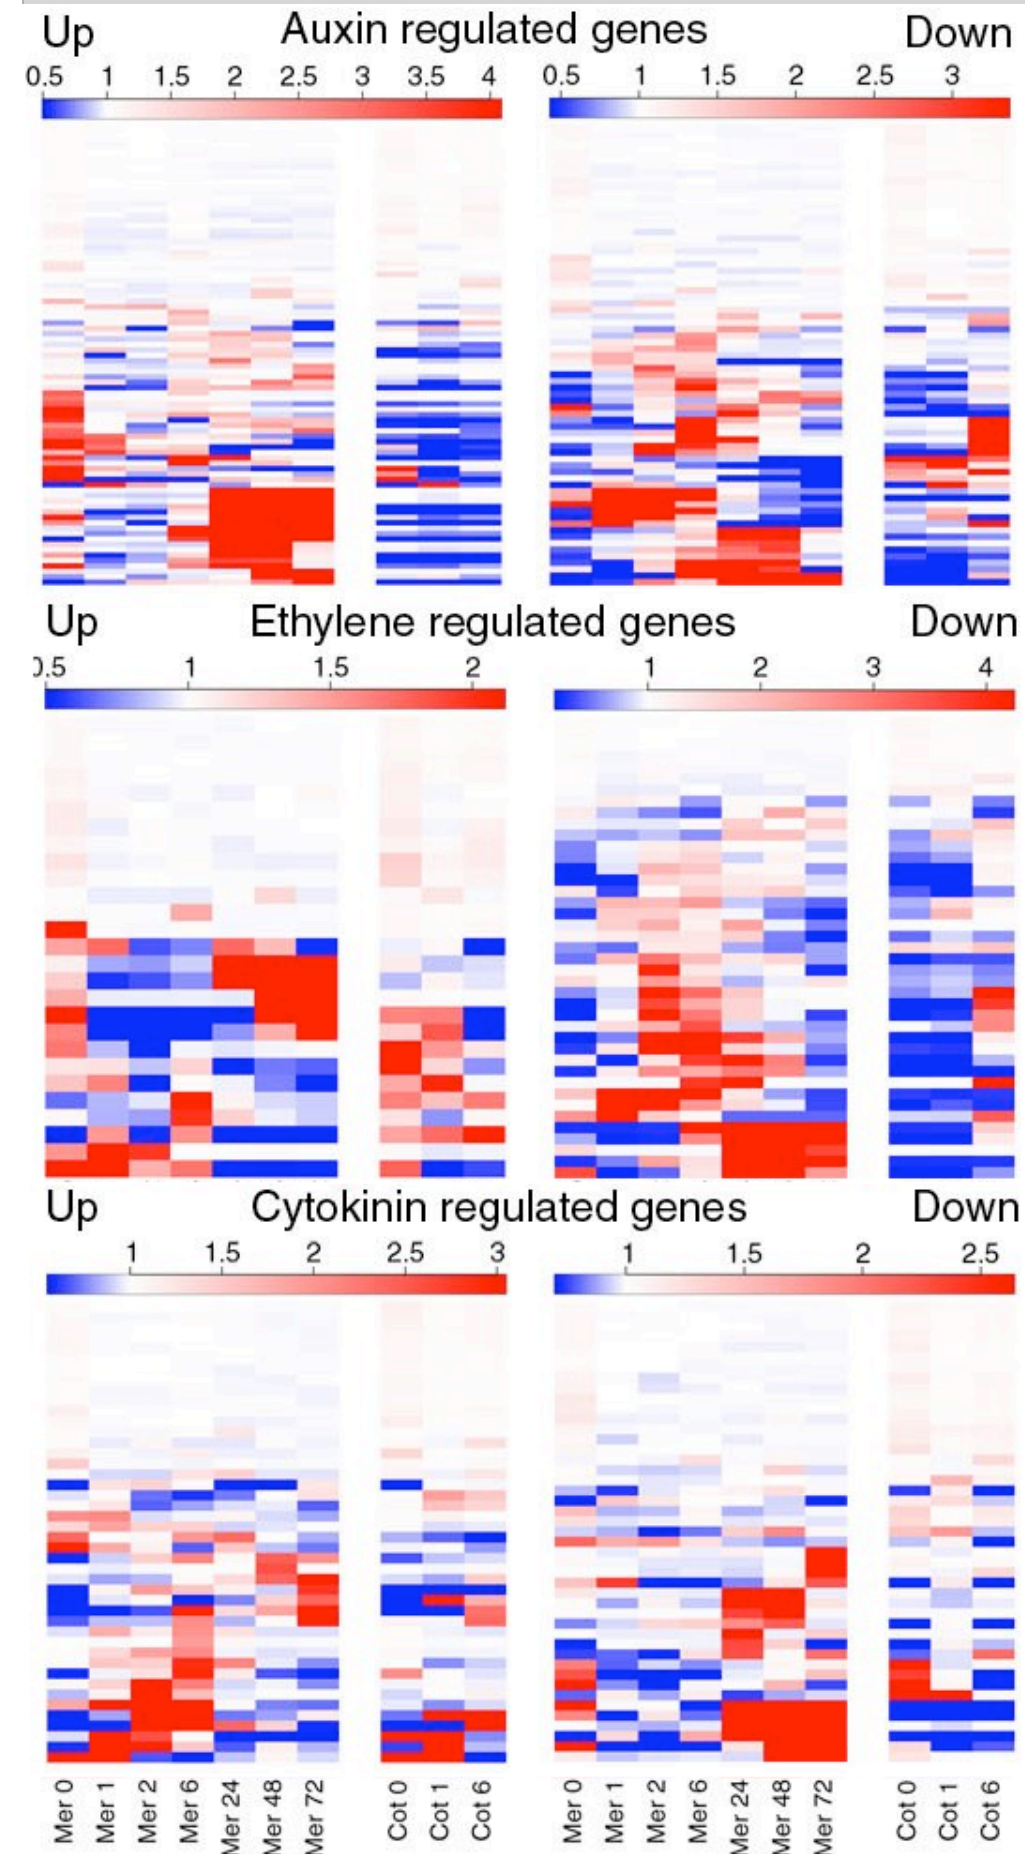 Up Auxin regulated genes Down
0.5 1 1.5 2 2.5 3 3.5 4 0.5 1 1.5 2 2.5 3
Up Ethylene regulated genes Down
0.5 1 1.5 2 1 2 3 4
Up Cytokinin regulated genes Down
1 1.5 2 2.5 3 1 1.5 2 2.5
Mer 0 Mer 1 Mer 2 Mer 6 Mer 24 Mer 48 Mer 72 Cot 0 Cot 1 Cot 6 Mer 0 Mer 1 Mer 2 Mer 6 Mer 24 Mer 48 Mer 72 Cot 0 Cot 1 Cot 6